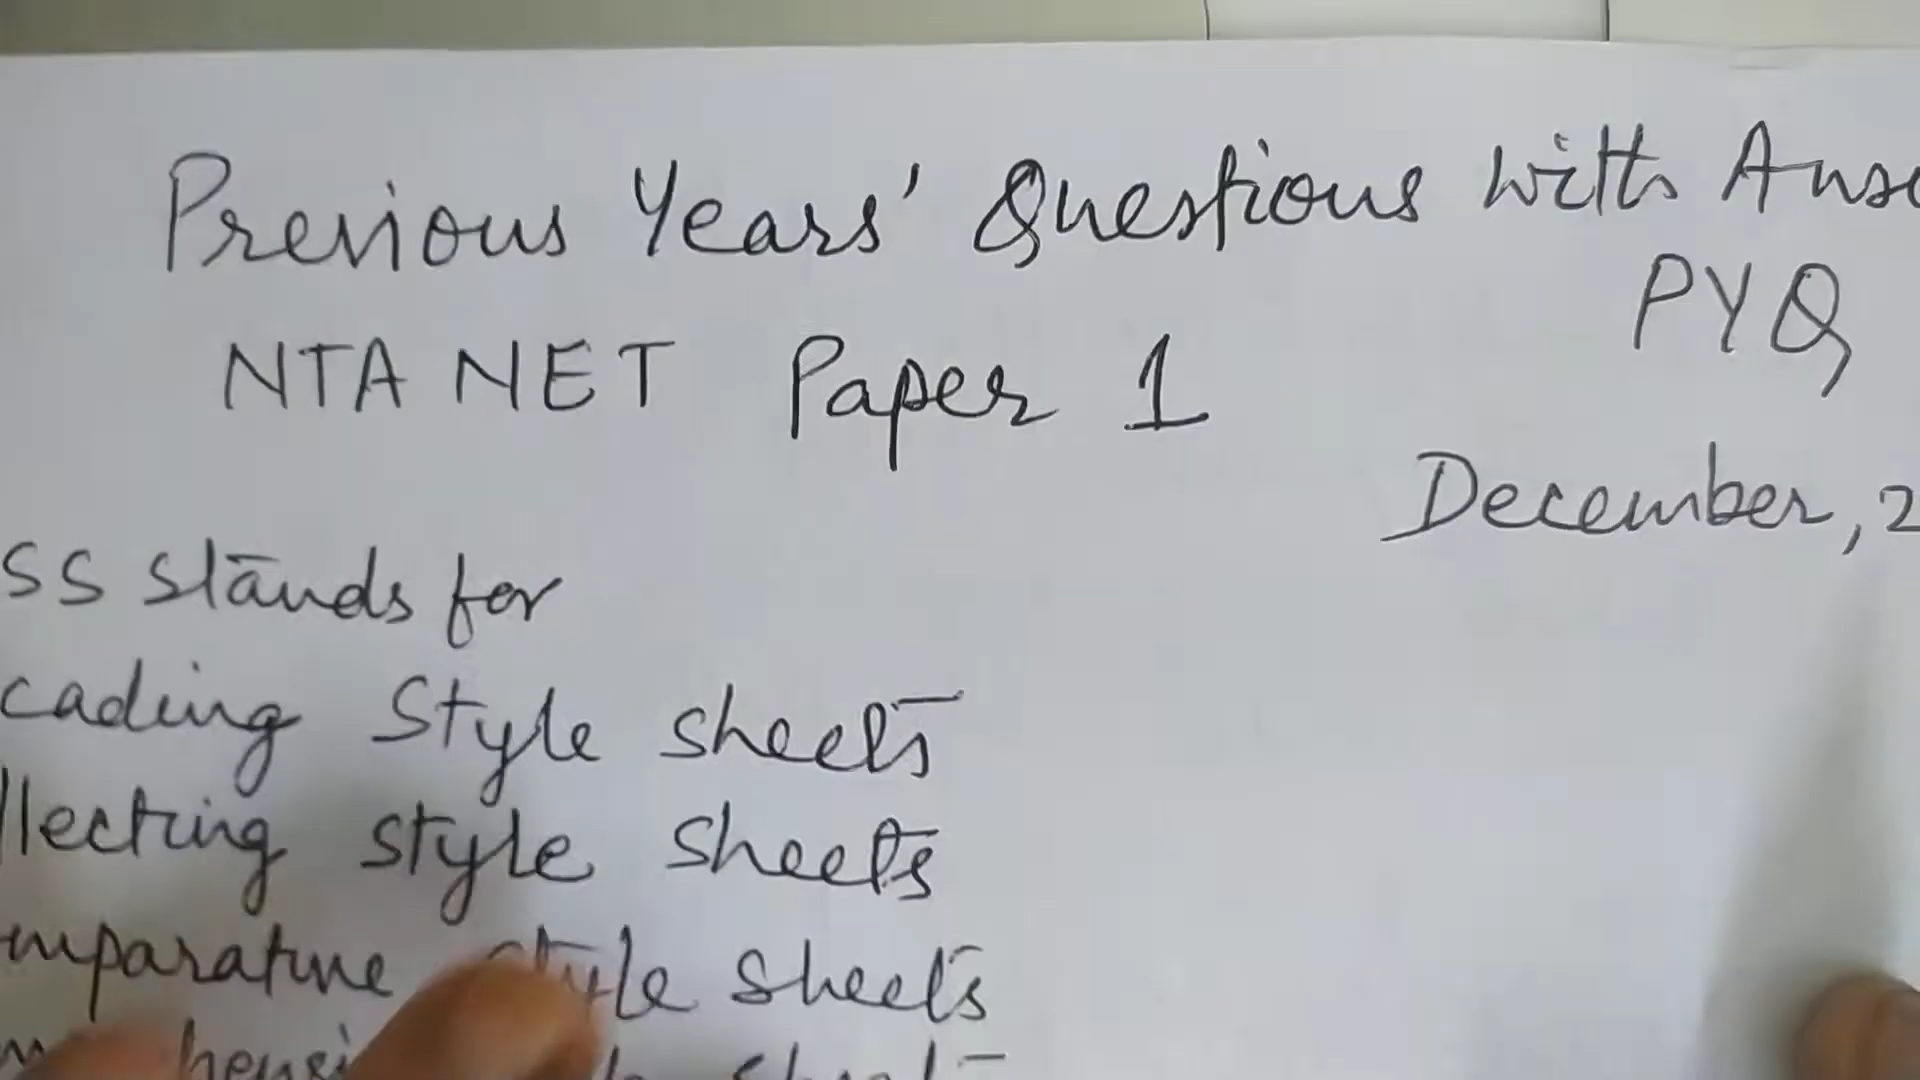 Previous Years' Questions with Answ
PYQ
NTA NET Paper 1
December, 2
SS stands for
cading Style sheets
llecting style sheets
mparative style sheets